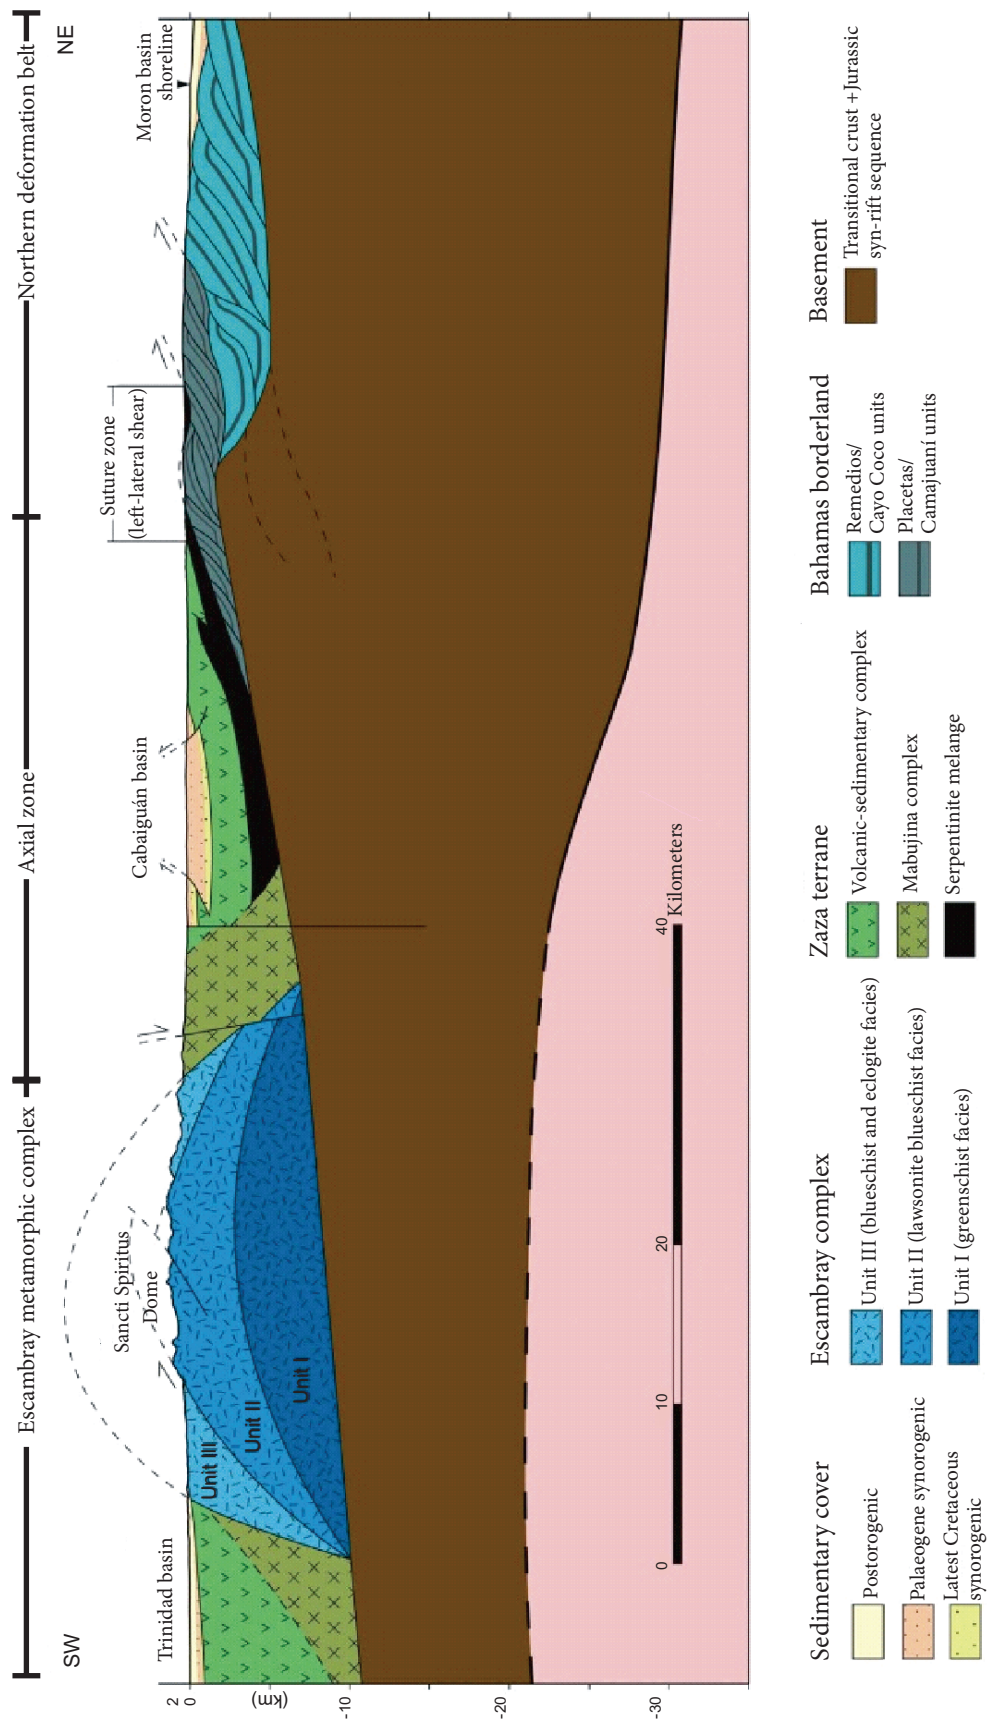 Escambray metamorphic complex
Axial zone
Northern deformation belt
SW
NE
Trinidad basin
Sancti Spiritus
Dome
Cabaiguán basin
Suture zone
(left-lateral shear)
Moron basin
shoreline
2
0
(km)
-10
-20
-30
Unit III
Unit II
Unit I
0
10
20
40
Kilometers
Sedimentary cover
Postorogenic
Palaeogene synorogenic
Latest Cretaceous
synorogenic
Escambray complex
Unit III (blueschist and eclogite facies)
Unit II (lawsonite blueschist facies)
Unit I (greenschist facies)
Zaza terrane
Volcanic-sedimentary complex
Mabujina complex
Serpentinite melange
Bahamas borderland
Remedios/
Cayo Coco units
Placetas/
Camajuaní units
Basement
Transitional crust +Jurassic
syn-rift sequence